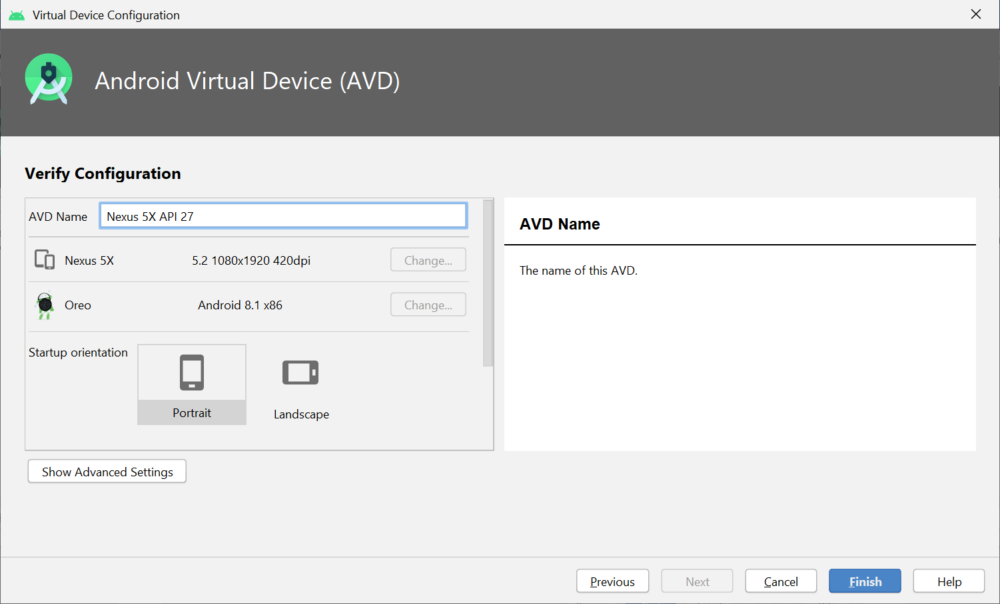 Virtual Device Configuration
Android Virtual Device (AVD)
Verify Configuration
AVD Name Nexus 5X API 27
Nexus 5X 5.2 1080x1920 420dpi Change...
Oreo Android 8.1 x86 Change...
Startup orientation
Portrait
Landscape
Show Advanced Settings
AVD Name
The name of this AVD.
Previous Next Cancel Finish Help